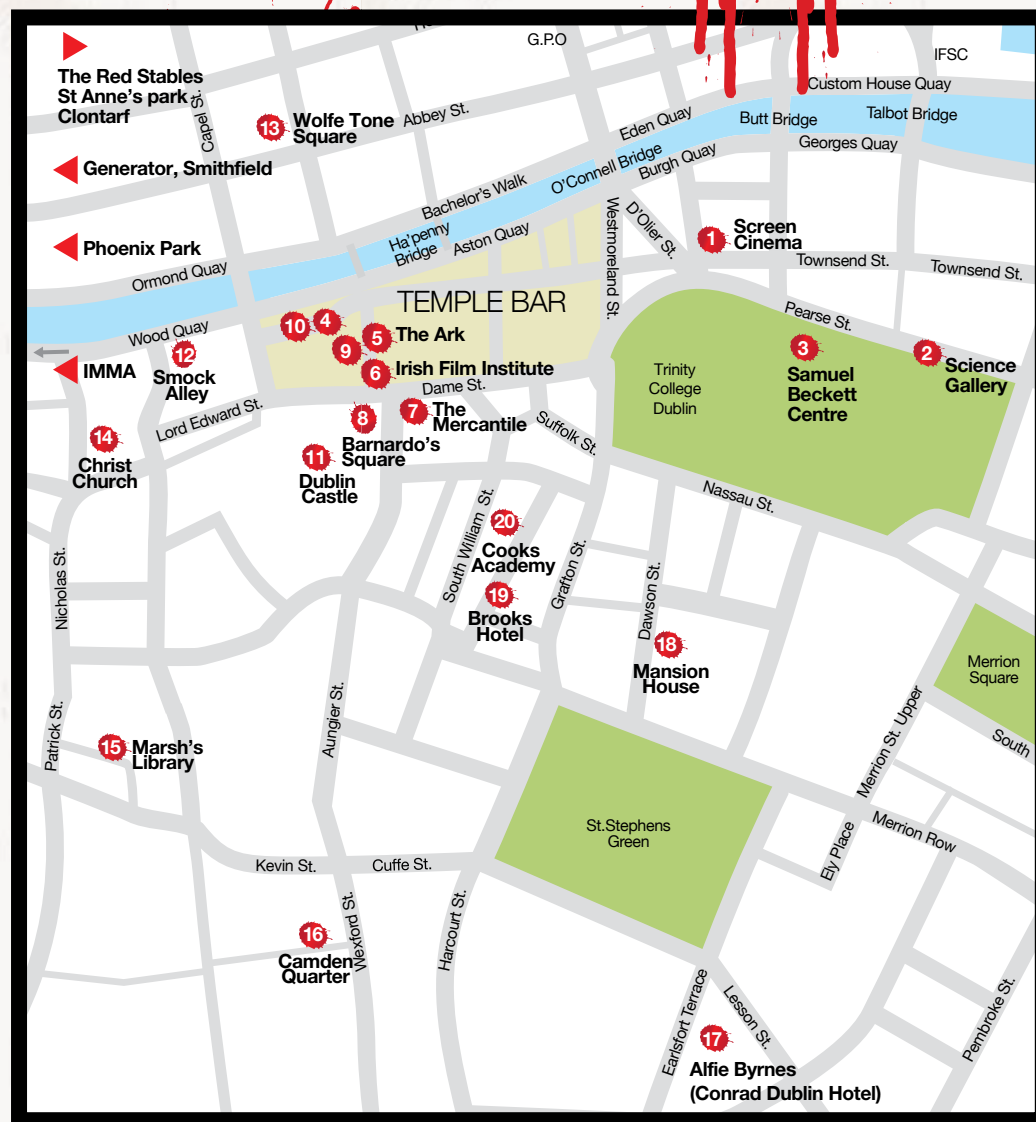 G.P.O
IFSC
The Red Stables
St Anne's park
Clontarf
Custom House Quay
Capel St.
13
Wolfe Tone
Square
Abbey St.
Eden Quay
Butt Bridge
Talbot Bridge
Georges Quay
Generator, Smithfield
O'Connell Bridge
Burgh Quay
Bachelor's Walk
Westmoreland St.
D'Olier St.
1
Screen
Cinema
Phoenix Park
Ha'penny
Bridge
Aston Quay
Ormond Quay
Townsend St.
Townsend St.
TEMPLE BAR
Pearse St.
Wood Quay
10
4
5
The Ark
9
6
Irish Film Institute
3
Samuel
Beckett
Centre
2
Science
Gallery
12
Smock
Alley
IMMA
Trinity
College
Dublin
Dame St.
Lord Edward St.
8
Barnardo's
Square
7
The
Mercantile
Suffolk St.
14
Christ
Church
11
Dublin
Castle
Nassau St.
South William St.
20
Cooks
Academy
Grafton St.
Dawson St.
Nicholas St.
19
Brooks
Hotel
18
Mansion
House
Merrion
Square
South
Merrion St. Upper
Patrick St.
15
Marsh's
Library
Aungier St.
St.Stephens
Green
Merrion Row
Ely Place
Kevin St.
Cuffe St.
Wexford St.
Harcourt St.
16
Camden
Quarter
Earlsfort Terrace
Lesson St.
Pembroke St.
17
Alfie Byrnes
(Conrad Dublin Hotel)